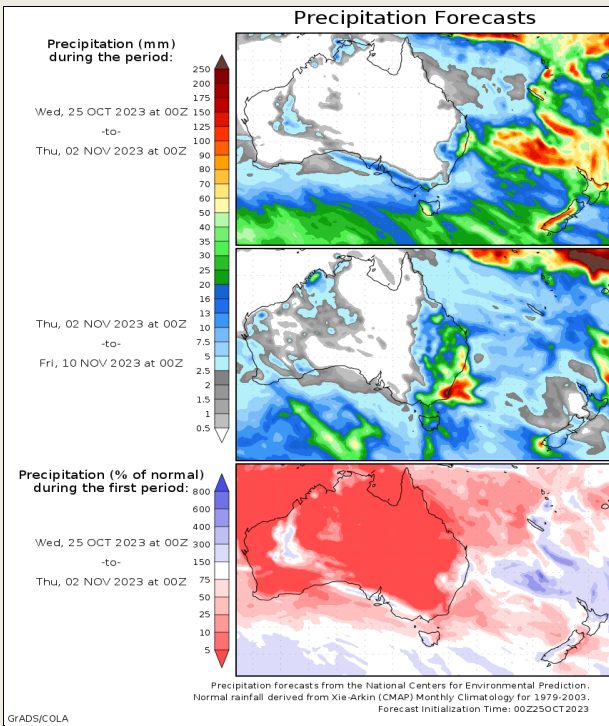 Precipitation Forecasts
Precipitation (mm)
during the period:
Wed, 25 OCT 2023 at 00Z
-to-
Thu, 02 NOV 2023 at 00Z
250
200
175
150
125
100
90
80
70
60
50
40
35
30
25
20
16
13
10
7.5
5
2.5
2
1.5
1
0.5
Thu, 02 NOV 2023 at 00Z
-to-
Fri, 10 NOV 2023 at 00Z
Precipitation (% of normal)
during the first period:
Wed, 25 OCT 2023 at 00Z
-to-
Thu, 02 NOV 2023 at 00Z
800
600
400
300
150
75
50
25
10
5
Precipitation forecasts from the National Centers for Environmental Prediction.
Normal rainfall derived from Xie-Arkin (CMAP) Monthly Climatology for 1979-2003.
Forecast Initialization Time: 00Z25OCT2023
GrADS/COLA